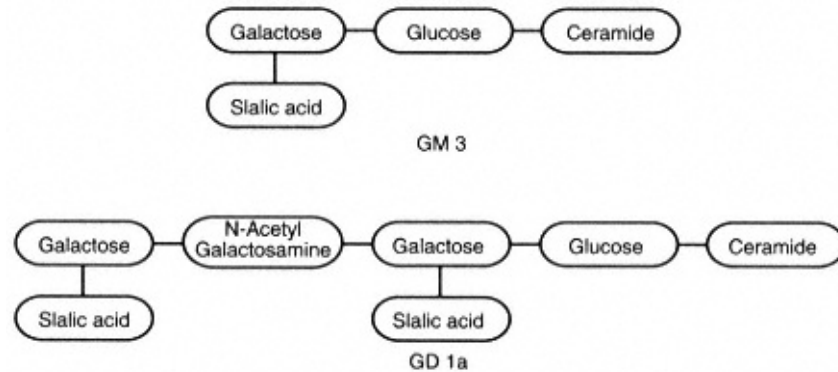 Galactose Glucose Ceramide
Slalic acid
GM 3
N-Acetyl
Galactose Galactosamine Galactose Glucose Ceramide
Slalic acid Slalic acid
GD 1a